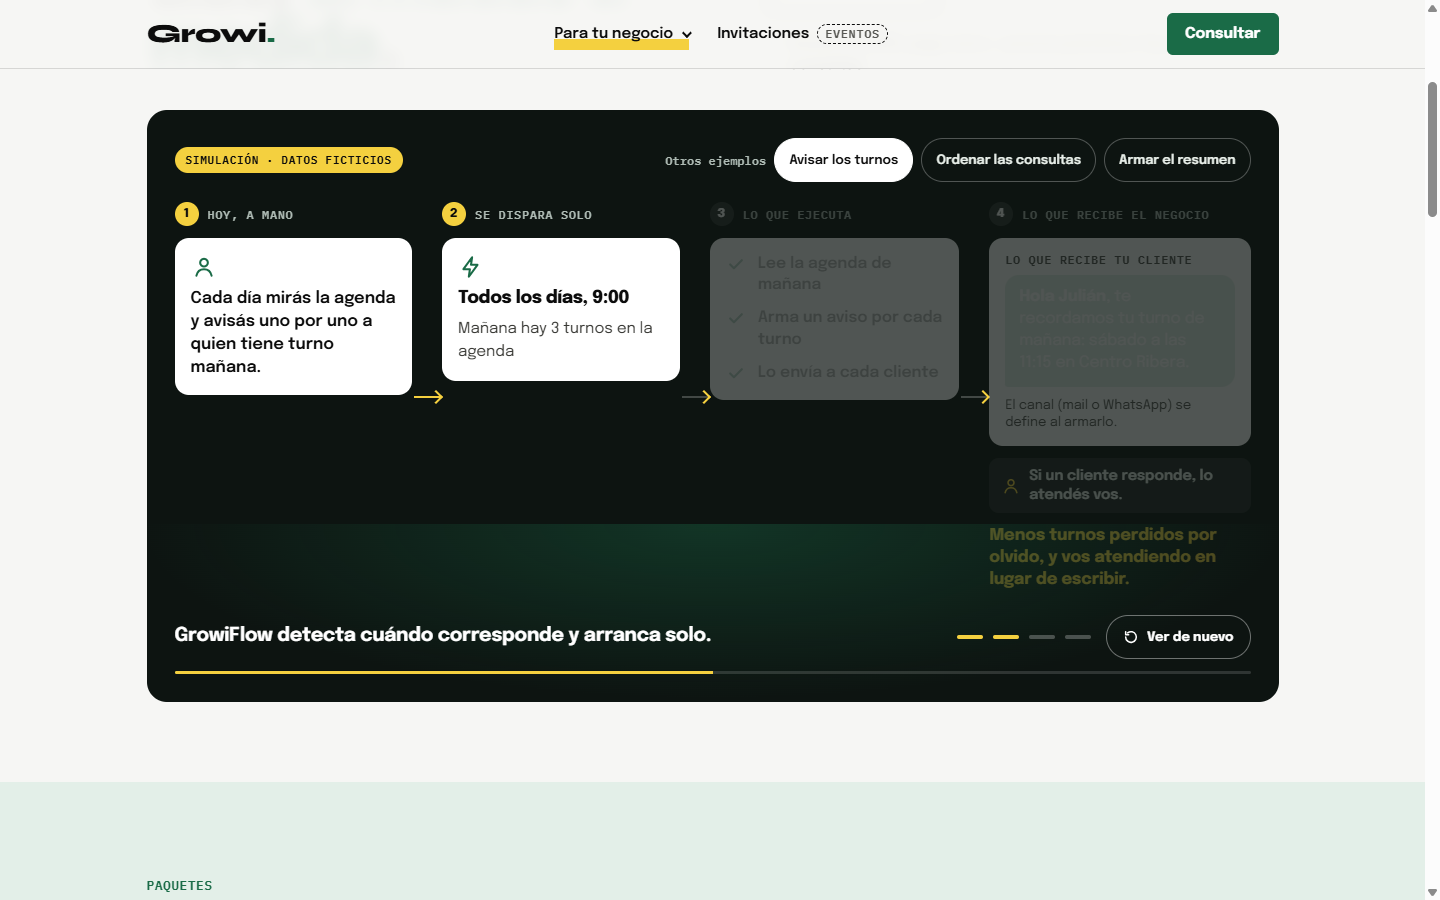 Growi.
Para tu negocio
Invitaciones
EVENTOS
Consultar
SIMULACIÓN · DATOS FICTICIOS
Otros ejemplos
Avisar los turnos
Ordenar las consultas
Armar el resumen
1
HOY, A MANO
Cada día mirás la agenda
y avisás uno por uno a
quien tiene turno
mañana.
2
SE DISPARA SOLO
Todos los días, 9:00
Mañana hay 3 turnos en la
agenda
3
LO QUE EJECUTA
Lee la agenda de
mañana
Arma un aviso por cada
turno
Lo envía a cada cliente
4
LO QUE RECIBE EL NEGOCIO
LO QUE RECIBE TU CLIENTE
Hola Julián, te
recordamos tu turno de
mañana: sábado a las
11:15 en Centro Ribera.
El canal (mail o WhatsApp) se
define al armarlo.
Si un cliente responde, lo
atendés vos.
Menos turnos perdidos por
olvido, y vos atendiendo en
lugar de escribir.
GrowiFlow detecta cuándo corresponde y arranca solo.
Ver de nuevo
PAQUETES